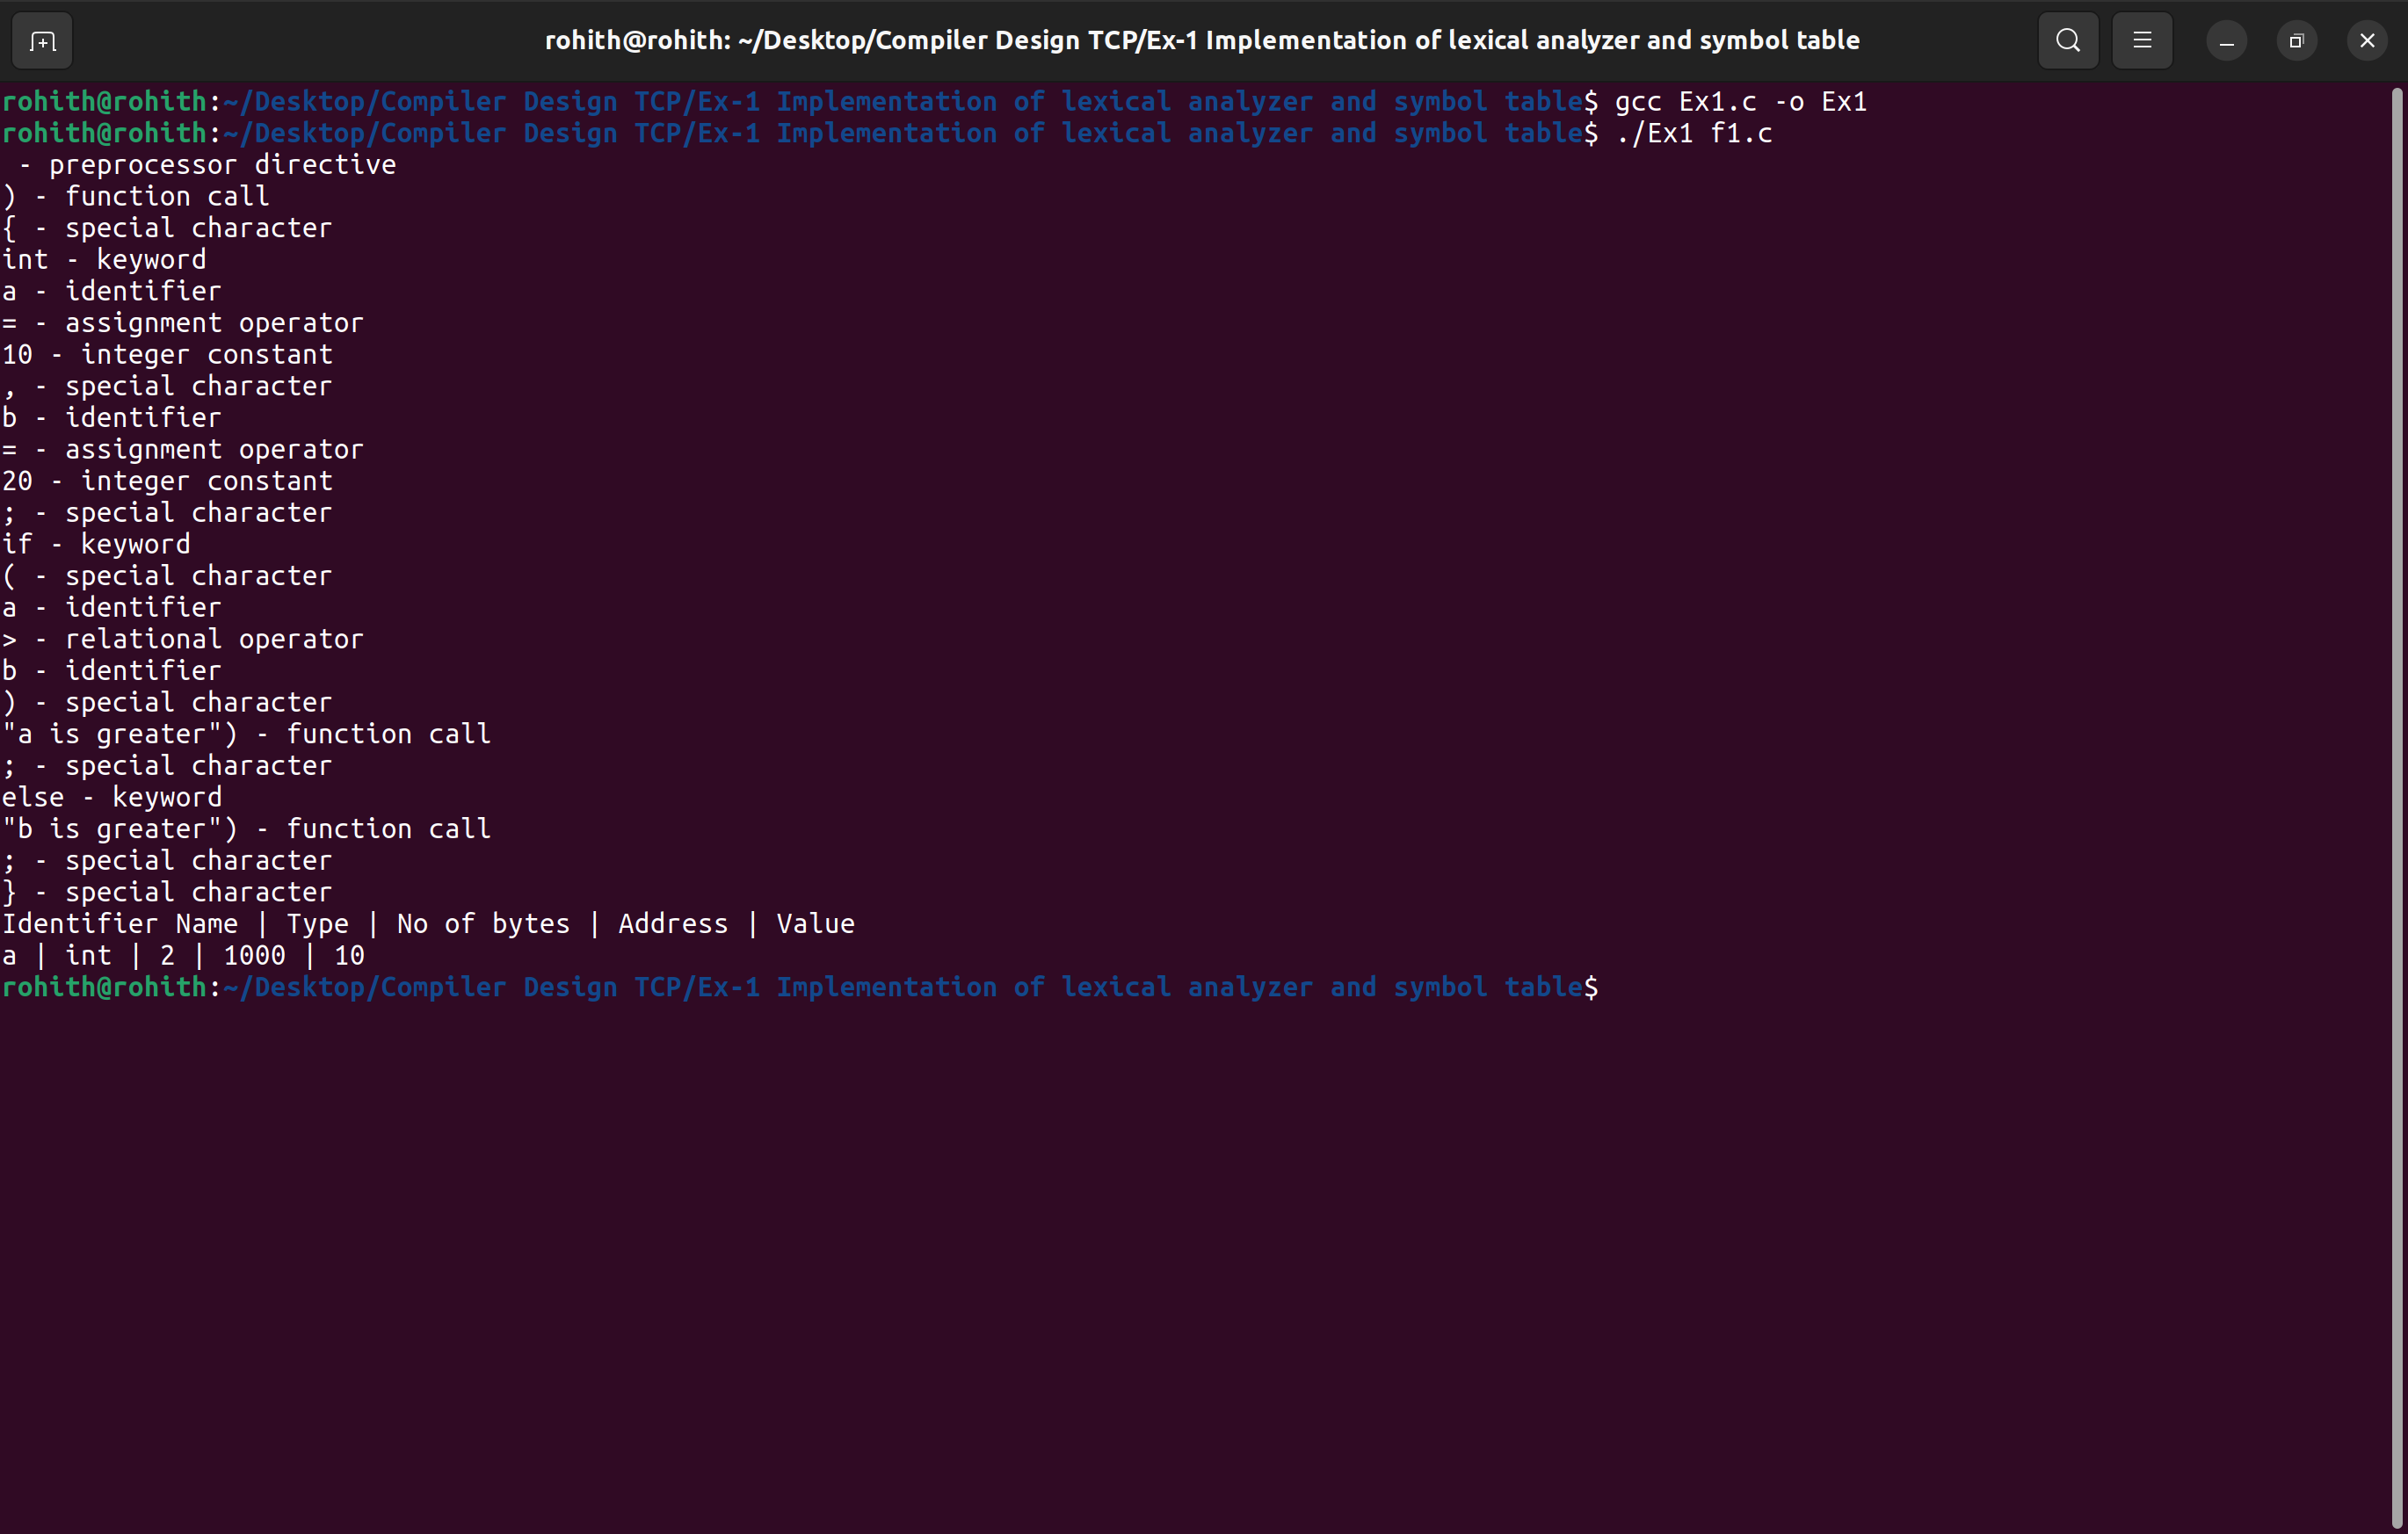 rohith@rohith: ~/Desktop/Compiler Design TCP/Ex-1 Implementation of lexical analyzer and symbol table
rohith@rohith:~/Desktop/Compiler Design TCP/Ex-1 Implementation of lexical analyzer and symbol table$ gcc Ex1.c -o Ex1
rohith@rohith:~/Desktop/Compiler Design TCP/Ex-1 Implementation of lexical analyzer and symbol table$ ./Ex1 f1.c
 - preprocessor directive
) - function call
{ - special character
int - keyword
a - identifier
= - assignment operator
10 - integer constant
, - special character
b - identifier
= - assignment operator
20 - integer constant
; - special character
if - keyword
( - special character
a - identifier
> - relational operator
b - identifier
) - special character
"a is greater") - function call
; - special character
else - keyword
"b is greater") - function call
; - special character
} - special character
Identifier Name | Type | No of bytes | Address | Value
a | int | 2 | 1000 | 10
rohith@rohith:~/Desktop/Compiler Design TCP/Ex-1 Implementation of lexical analyzer and symbol table$